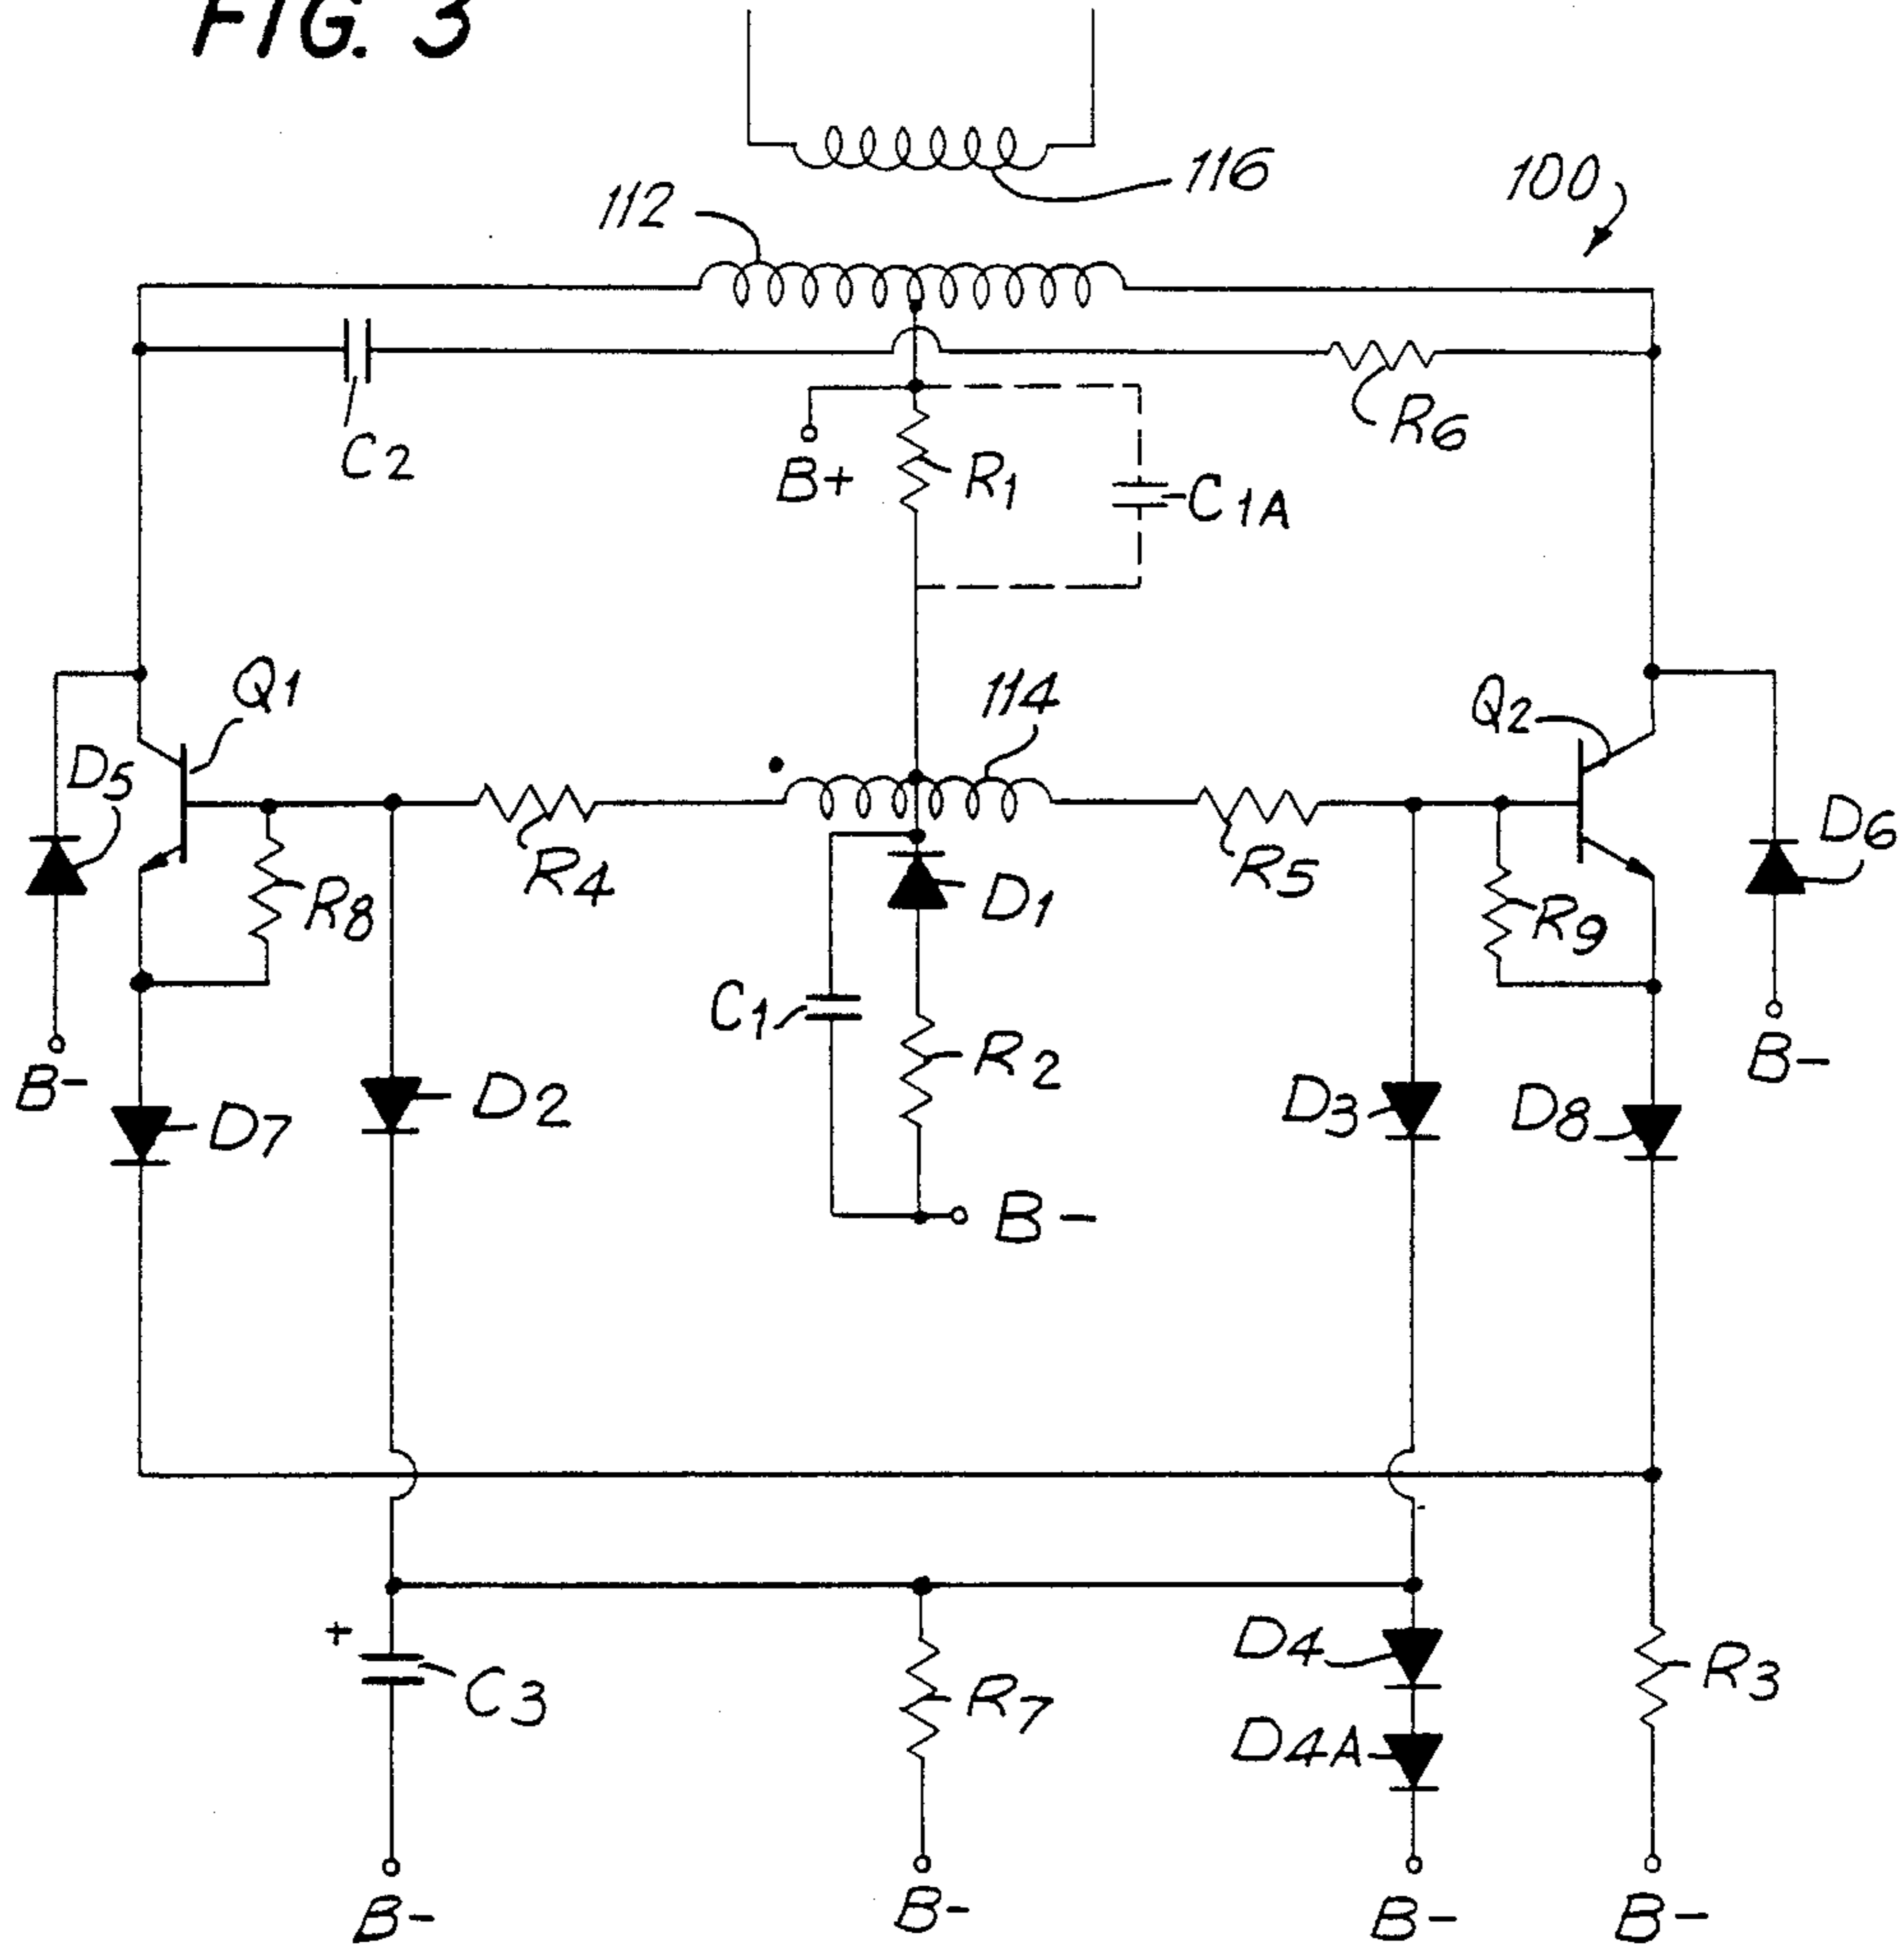 FIG. 3
116
112
100
C2
R6
B+
R1
C1A
Q1
114
Q2
D5
D6
R8
R4
D1
R5
R9
C1
B-
R2
B-
D7
D2
D3
D8
B-
+
C3
R7
D4
R3
D4A
B-
B-
B-
B-